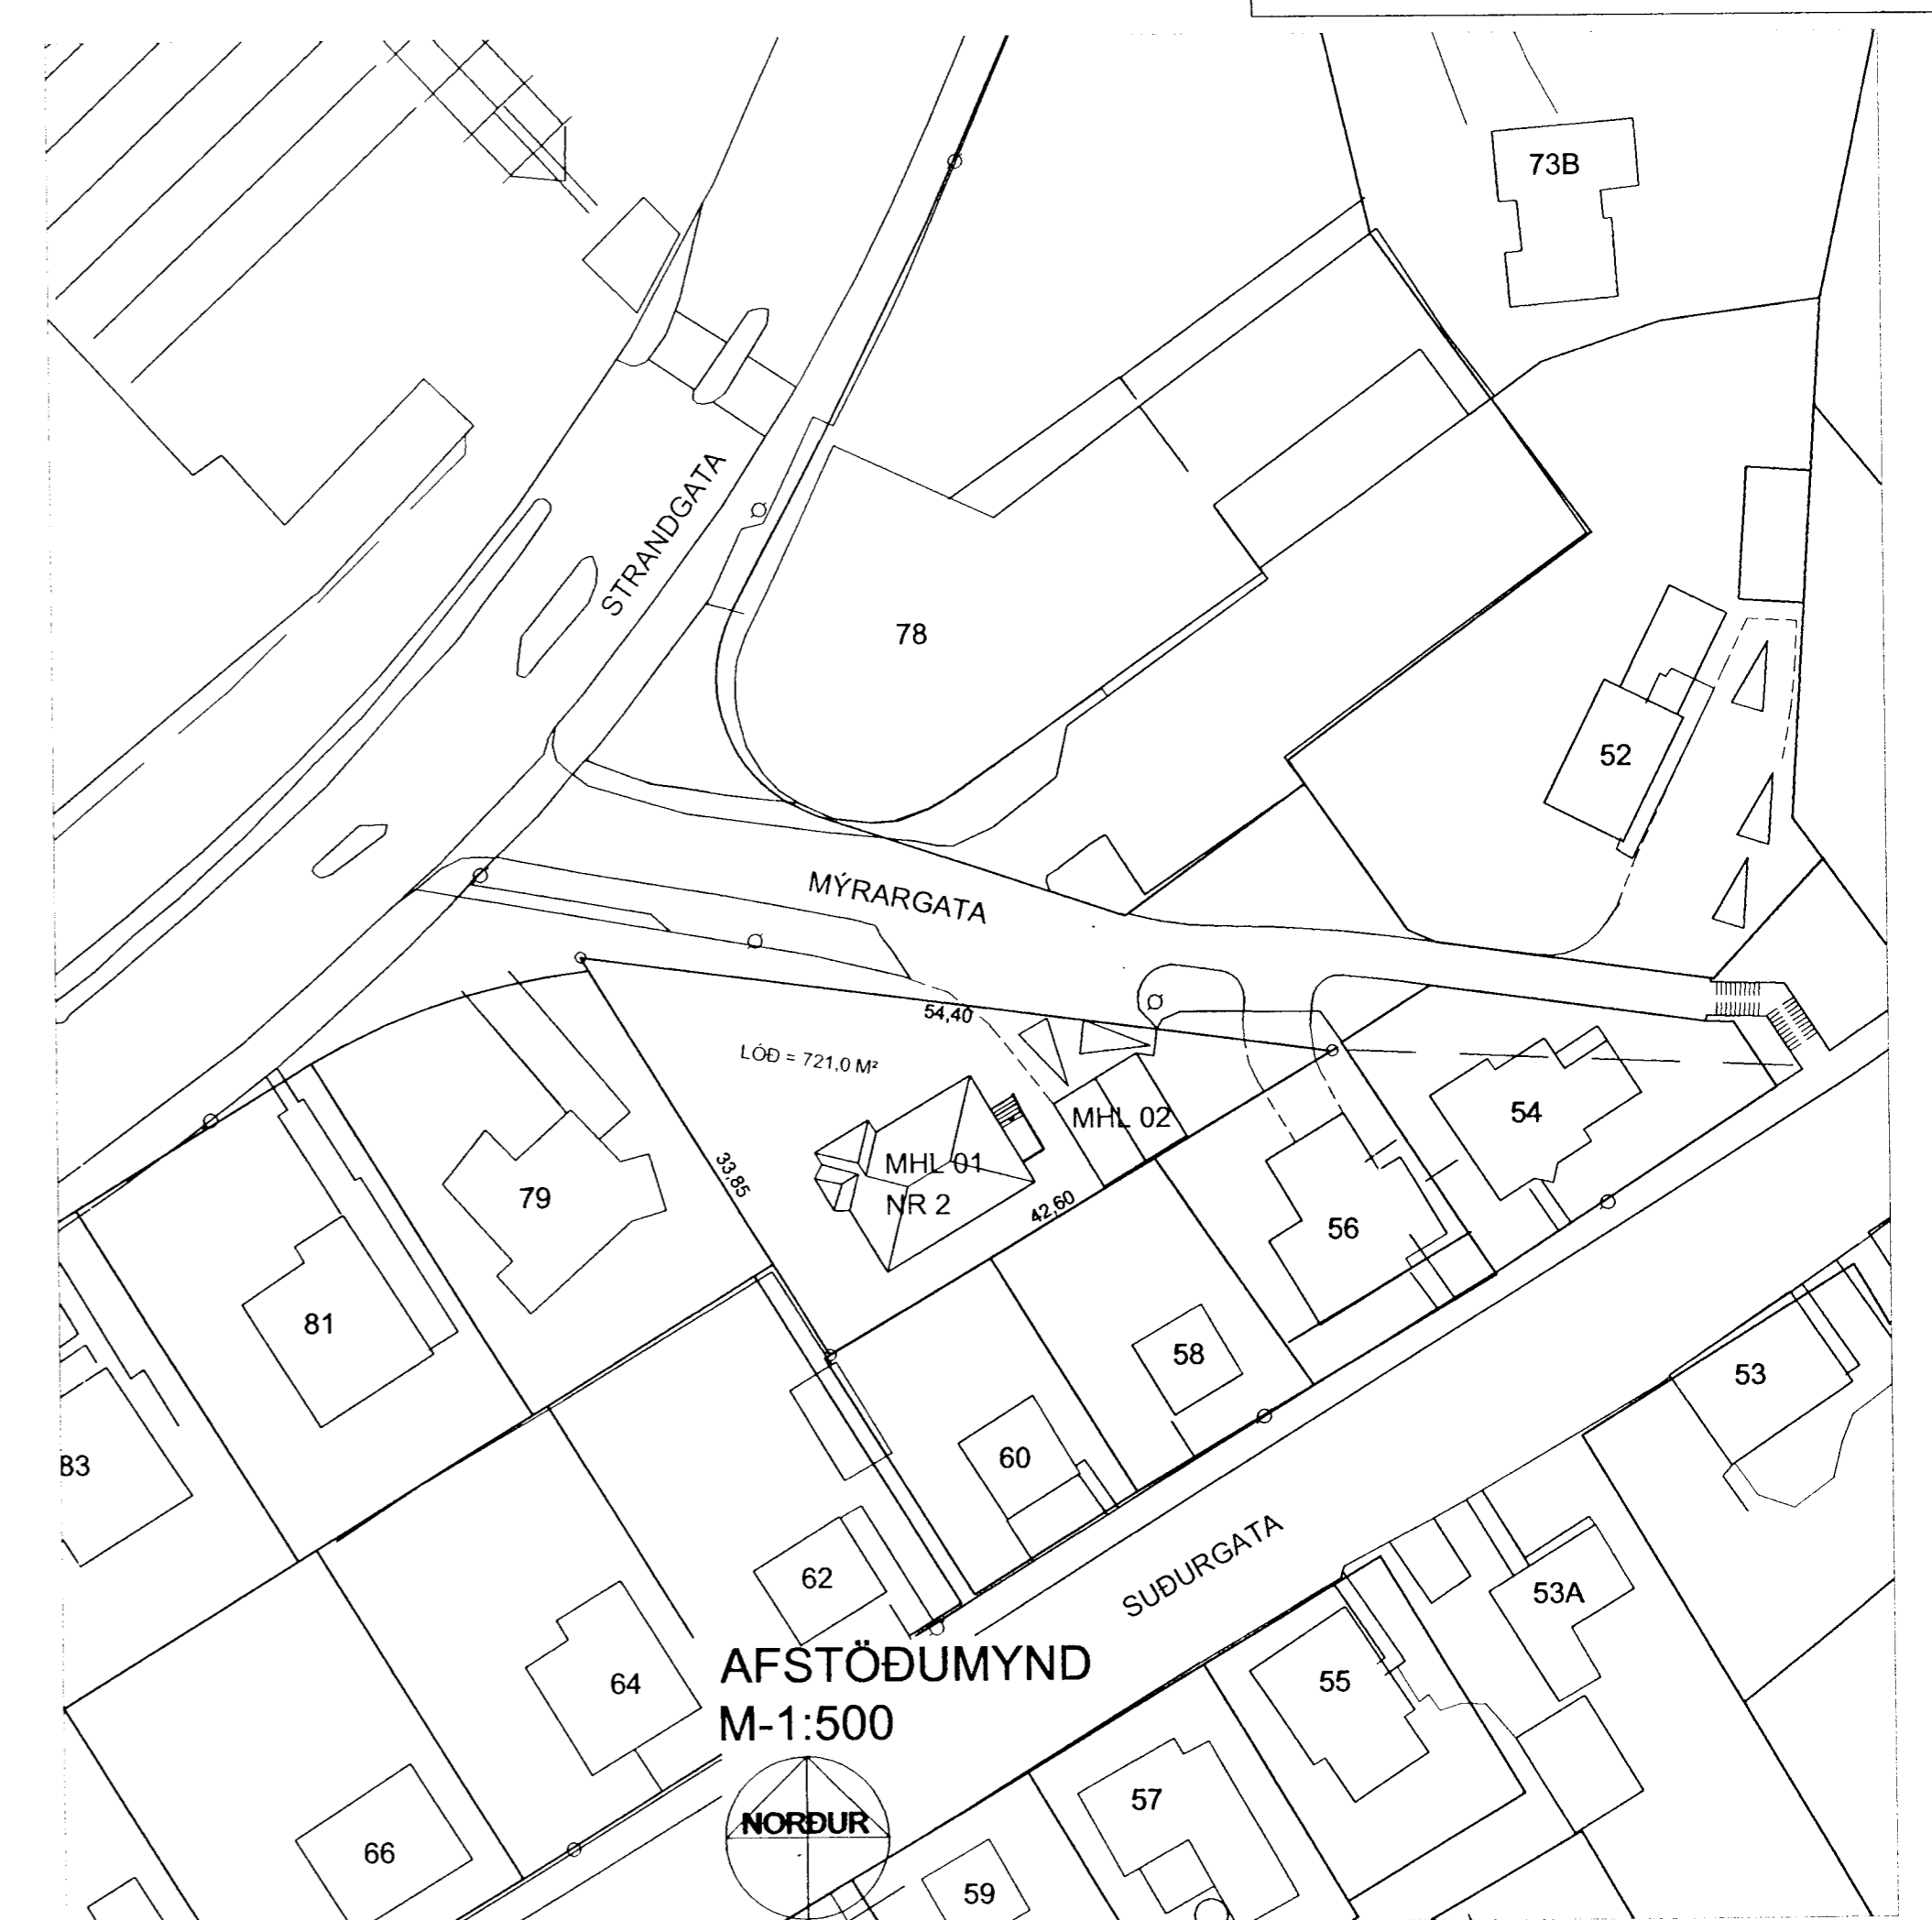 73B
STRANDGATA
78
52
MÝRARGATA
54,40
LÓÐ = 721,0 M²
MHL 02
54
MHL 01
NR 2
33,85
42,60
79
56
81
58
53
83
60
62
SUÐURGATA
53A
AFSTÖÐUMYND
M-1:500
64
55
NORÐUR
57
66
59